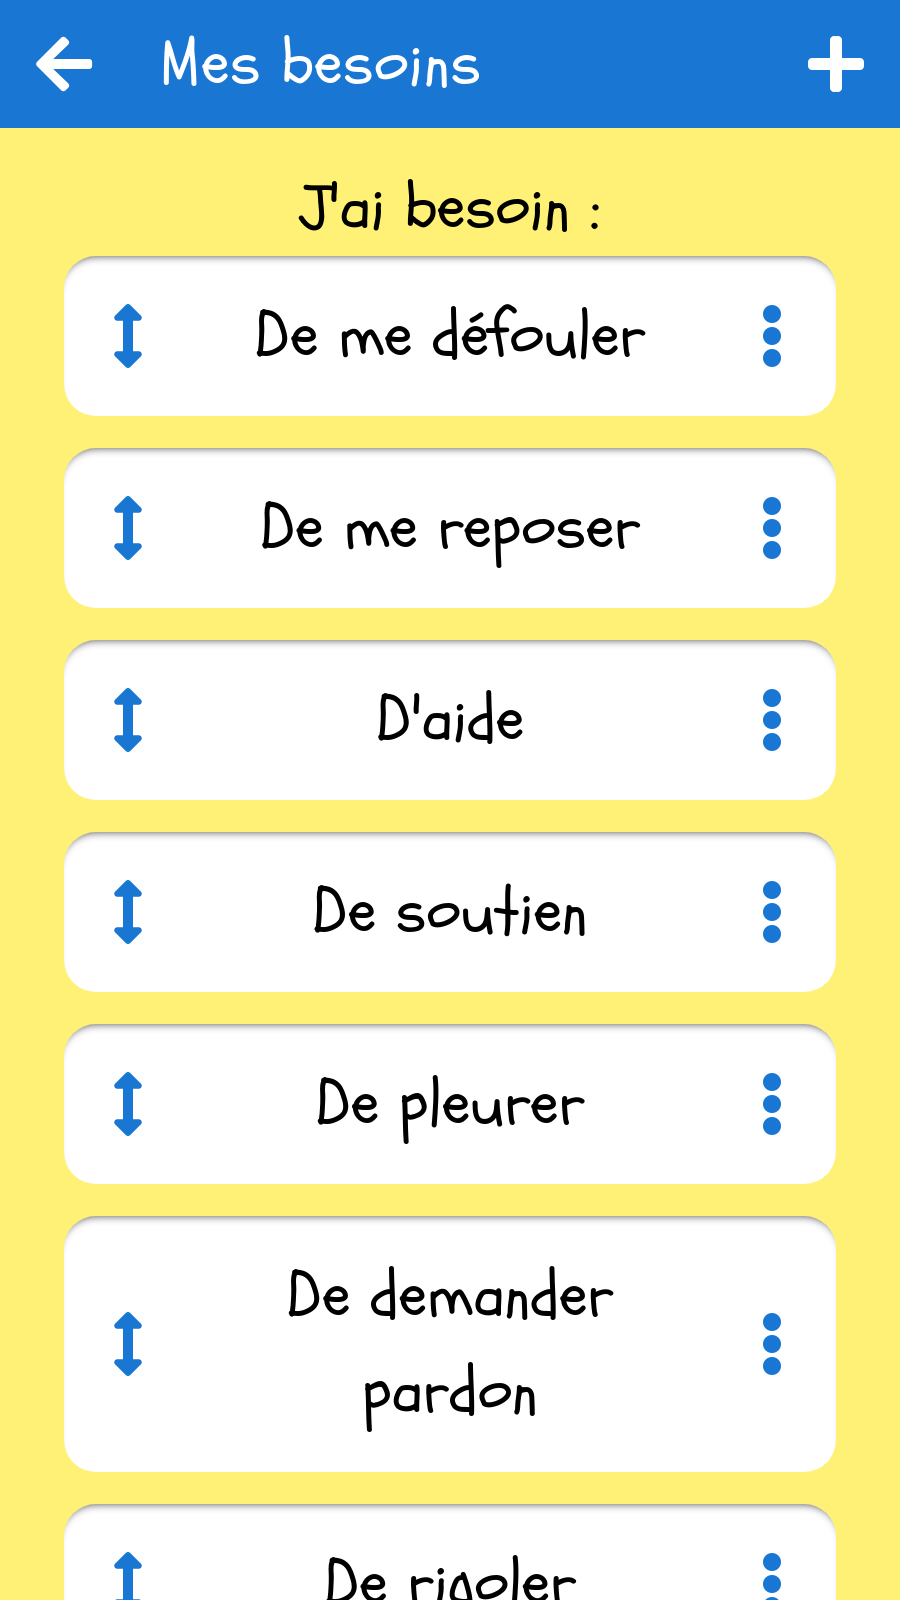 Mes besoins
J'ai besoin :
De me défouler
De me reposer
D'aide
De soutien
De pleurer
De demander
pardon
De rigoler